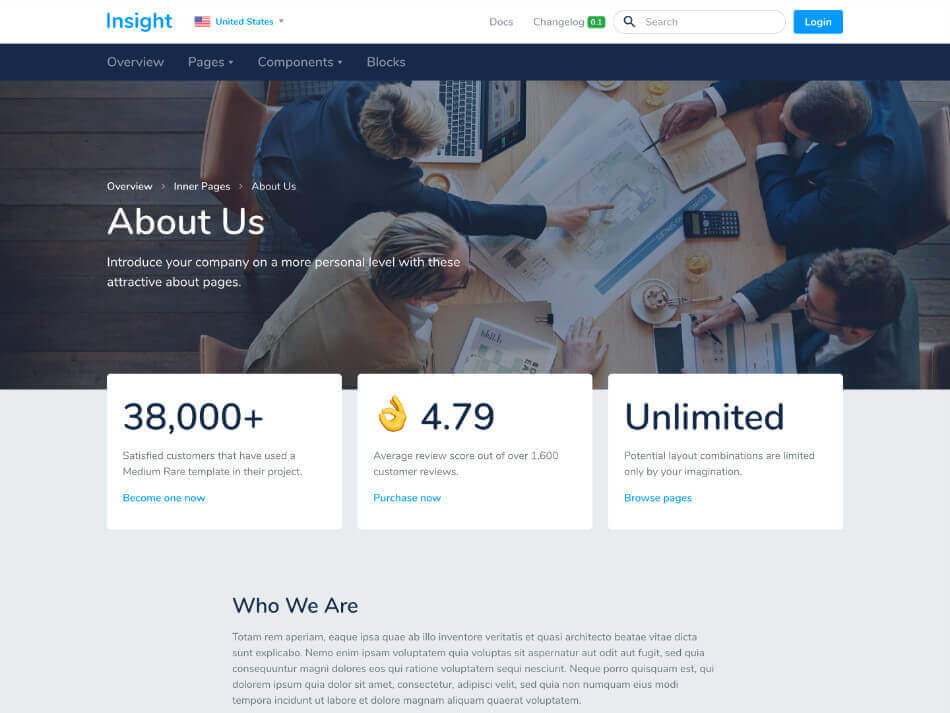 Insight
United States
Docs
Changelog 0.1
Search
Login
Overview
Pages
Components
Blocks
Overview > Inner Pages > About Us
About Us
Introduce your company on a more personal level with these
attractive about pages.
38,000+
Satisfied customers that have used a
Medium Rare template in their project.
Become one now
👌 4.79
Average review score out of over 1,600
customer reviews.
Purchase now
Unlimited
Potential layout combinations are limited
only by your imagination.
Browse pages
Who We Are
Totam rem aperiam, eaque ipsa quae ab illo inventore veritatis et quasi architecto beatae vitae dicta
sunt explicabo. Nemo enim ipsam voluptatem quia voluptas sit aspernatur aut odit aut fugit, sed quia
consequuntur magni dolores eos qui ratione voluptatem sequi nesciunt. Neque porro quisquam est, qui
dolorem ipsum quia dolor sit amet, consectetur, adipisci velit, sed quia non numquam eius modi
tempora incidunt ut labore et dolore magnam aliquam quaerat voluptatem.